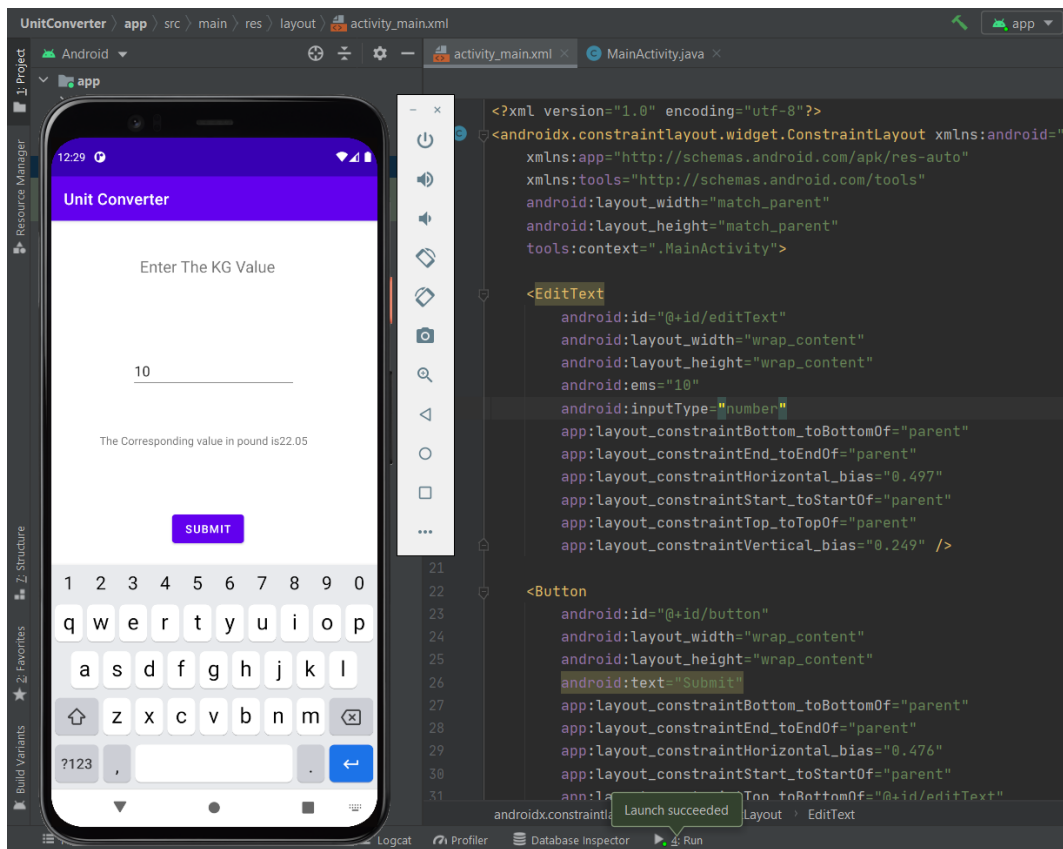 UnitConverter app src main res layout activity_main.xml app
Android
activity_main.xml MainActivity.java
1: Project
Resource Manager
7: Structure
2: Favorites
Build Variants
app
12:29
Unit Converter
Enter The KG Value
10
The Corresponding value in pound is22.05
SUBMIT
1 2 3 4 5 6 7 8 9 0
q w e r t y u i o p
a s d f g h j k l
z x c v b n m
?123 , .
<?xml version="1.0" encoding="utf-8"?>
<androidx.constraintlayout.widget.ConstraintLayout xmlns:android="
xmlns:app="http://schemas.android.com/apk/res-auto"
xmlns:tools="http://schemas.android.com/tools"
android:layout_width="match_parent"
android:layout_height="match_parent"
tools:context=".MainActivity">
<EditText
android:id="@+id/editText"
android:layout_width="wrap_content"
android:layout_height="wrap_content"
android:ems="10"
android:inputType="number"
app:layout_constraintBottom_toBottomOf="parent"
app:layout_constraintEnd_toEndOf="parent"
app:layout_constraintHorizontal_bias="0.497"
app:layout_constraintStart_toStartOf="parent"
app:layout_constraintTop_toTopOf="parent"
app:layout_constraintVertical_bias="0.249" />
21
22 <Button
23 android:id="@+id/button"
24 android:layout_width="wrap_content"
25 android:layout_height="wrap_content"
26 android:text="Submit"
27 app:layout_constraintBottom_toBottomOf="parent"
28 app:layout_constraintEnd_toEndOf="parent"
29 app:layout_constraintHorizontal_bias="0.476"
30 app:layout_constraintStart_toStartOf="parent"
31 app:la Top_toBottomOf="@+id/editText"
Launch succeeded
androidx.constraintla Layout EditText
Logcat Profiler Database Inspector 4: Run